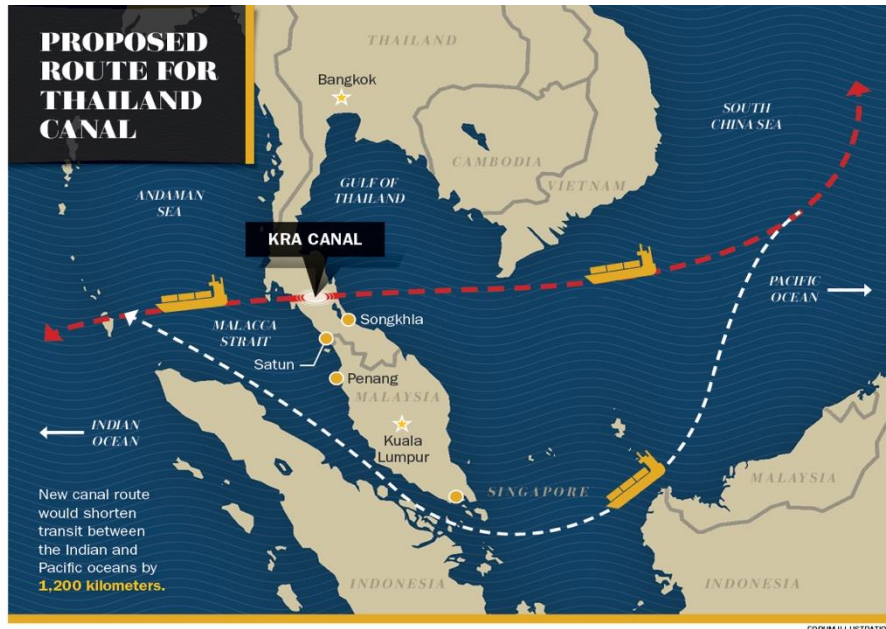 PROPOSED
ROUTE FOR
THAILAND
CANAL
THAILAND
Bangkok
SOUTH
CHINA SEA
CAMBODIA
VIETNAM
ANDAMAN
SEA
GULF OF
THAILAND
KRA CANAL
PACIFIC
OCEAN
MALACCA
STRAIT
Songkhla
Satun
Penang
MALAYSIA
Kuala
Lumpur
INDIAN
OCEAN
SINGAPORE
MALAYSIA
New canal route
would shorten
transit between
the Indian and
Pacific oceans by
1,200 kilometers.
INDONESIA
INDONESIA